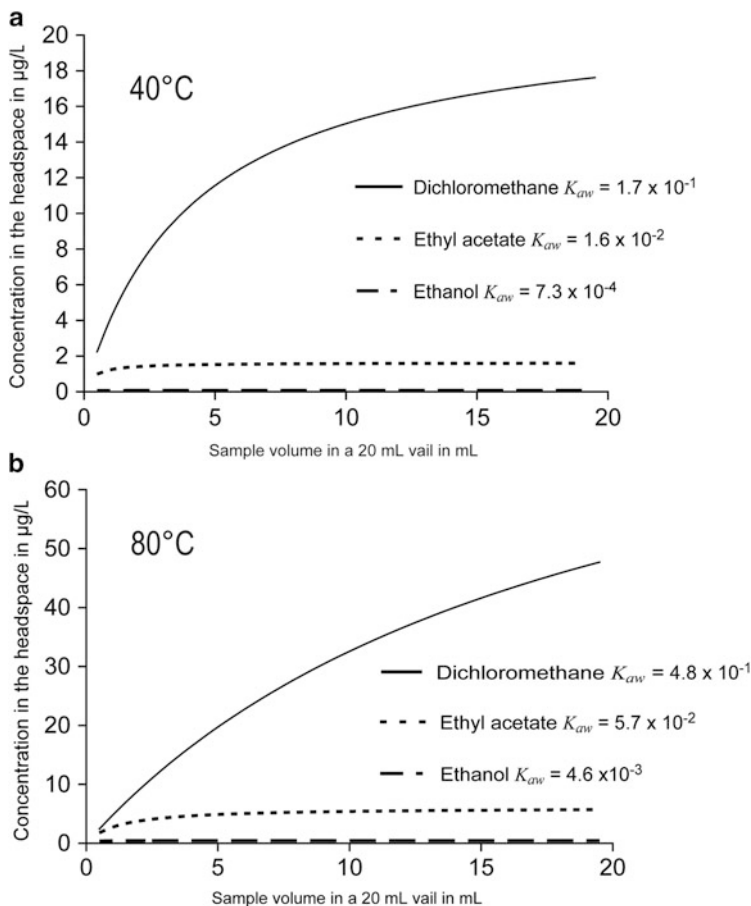 a
Concentration in the headspace in µg/L
20
18
16
14
12
10
8
6
4
2
0
40°C
Dichloromethane Kaw = 1.7 x 10-1
Ethyl acetate Kaw = 1.6 x 10-2
Ethanol Kaw = 7.3 x 10-4
0 5 10 15 20
Sample volume in a 20 mL vail in mL
b
Concentration in the headspace in µg/L
60
50
40
30
20
10
0
80°C
Dichloromethane Kaw = 4.8 x 10-1
Ethyl acetate Kaw = 5.7 x 10-2
Ethanol Kaw = 4.6 x10-3
0 5 10 15 20
Sample volume in a 20 mL vail in mL